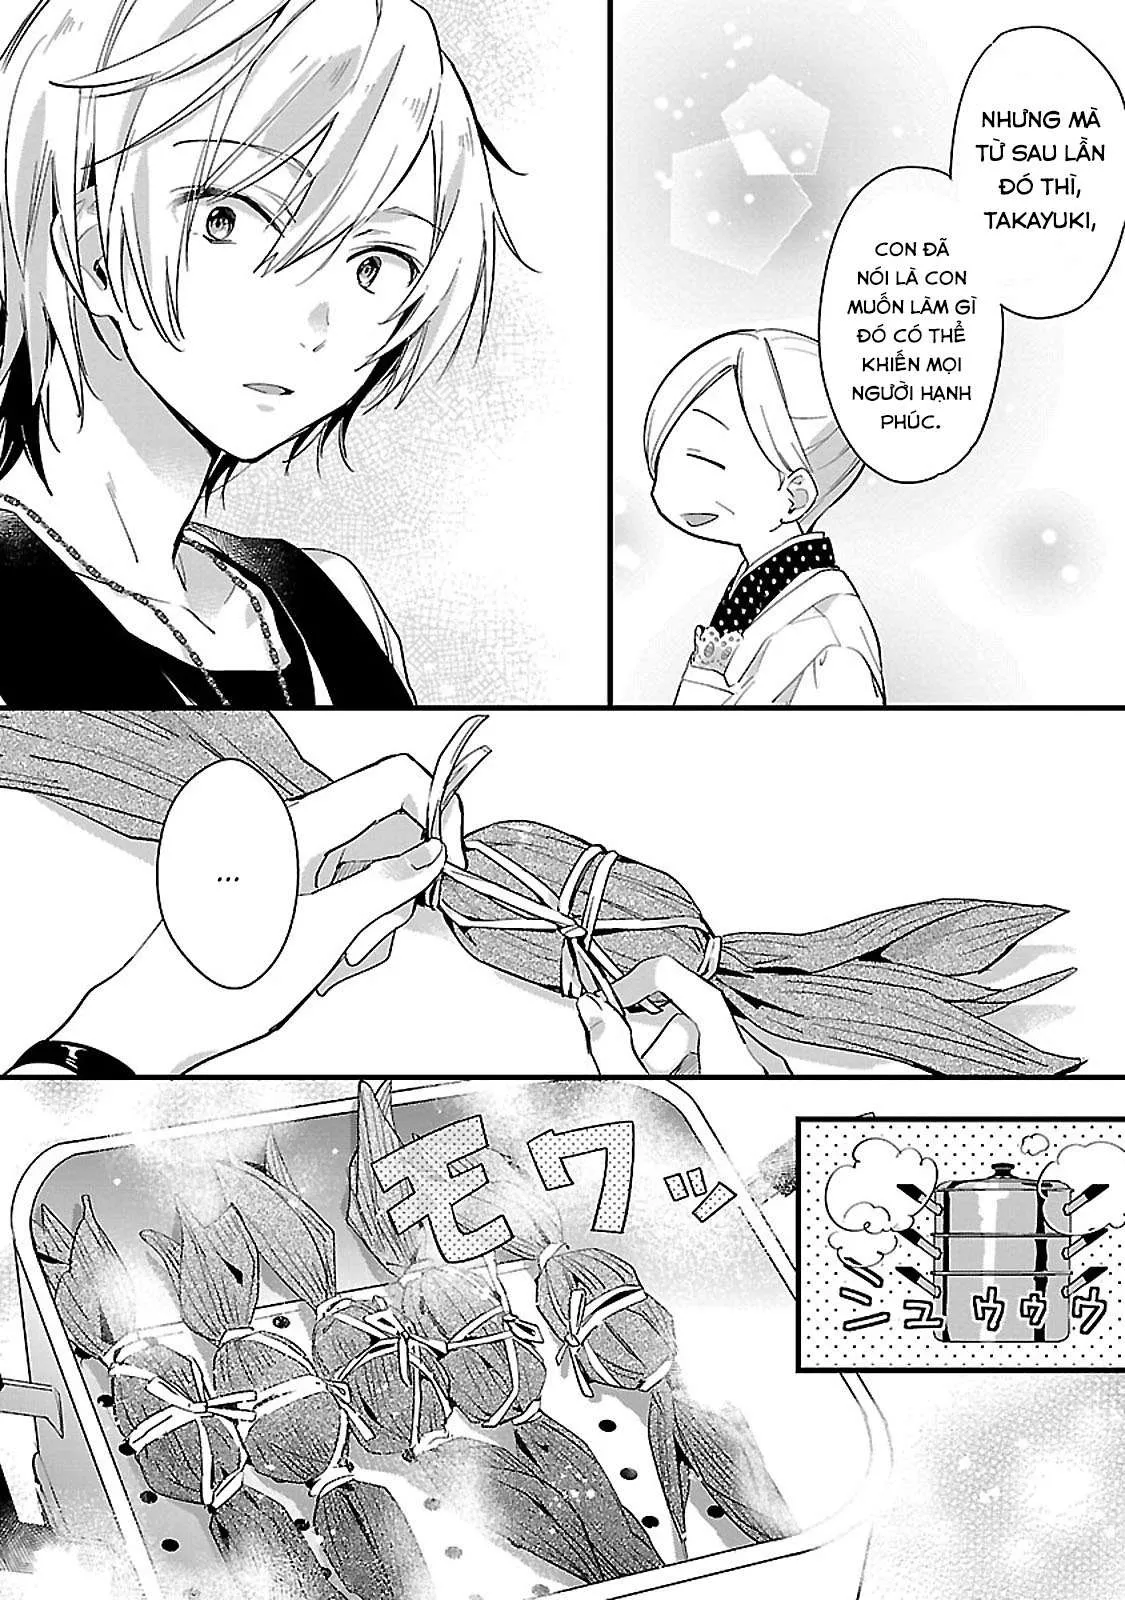 NHƯNG MÀ
TỪ SAU LẦN
ĐÓ THÌ,
TAKAYUKI,
CON ĐÃ
NÓI LÀ CON
MUỐN LÀM GÌ
ĐÓ CÓ THỂ
KHIẾN MỌI
NGƯỜI HẠNH
PHÚC.
...
シュウゥウ
モワッ